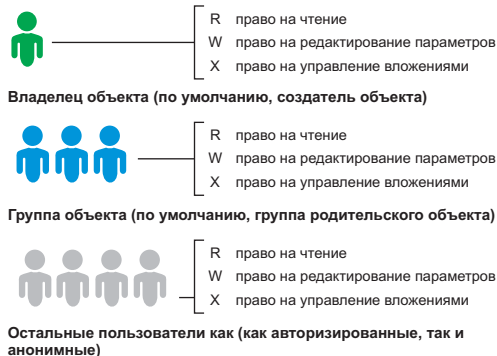 R право на чтение
W право на редактирование параметров
X право на управление вложениями
Владелец объекта (по умолчанию, создатель объекта)
R право на чтение
W право на редактирование параметров
X право на управление вложениями
Группа объекта (по умолчанию, группа родительского объекта)
R право на чтение
W право на редактирование параметров
X право на управление вложениями
Остальные пользователи как (как авторизированные, так и
анонимные)